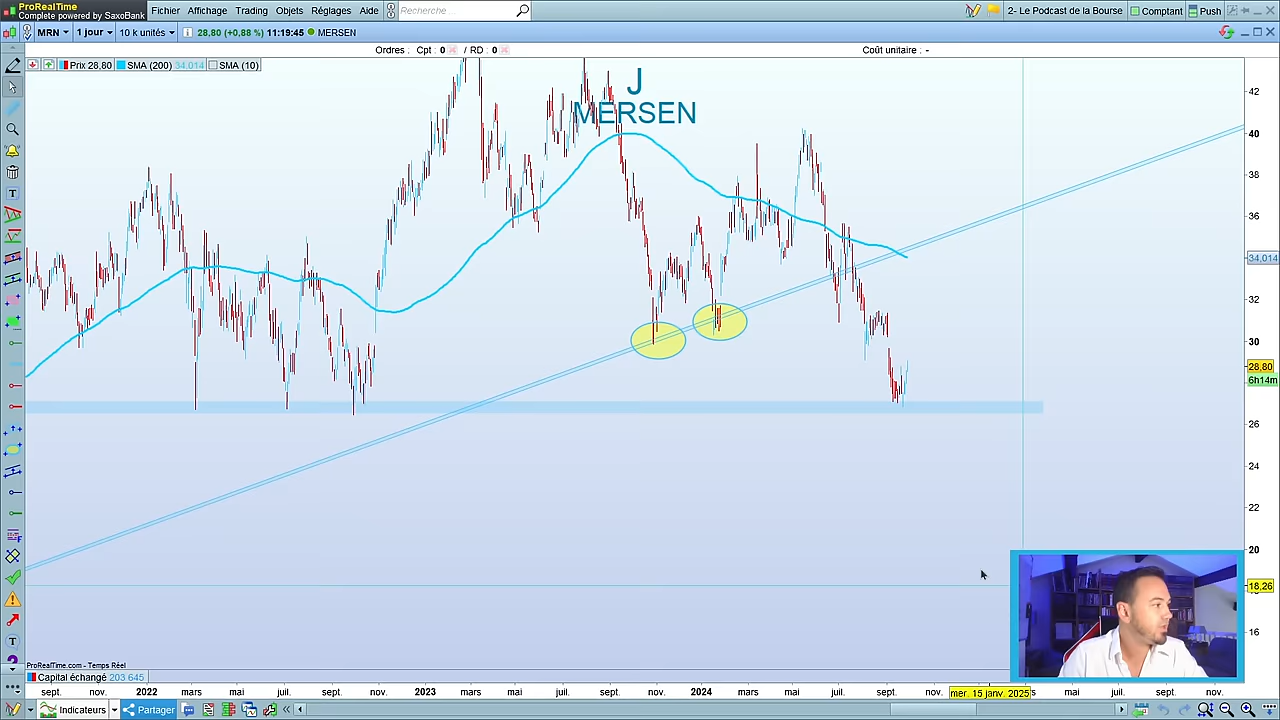 ProRealTime
Complete powered by SaxoBank
Fichier Affichage Trading Objets Réglages Aide Recherche... 2- Le Podcast de la Bourse Comptant Push
MRN 1 jour 10 k unités i 28,80 (+0,88 %) 11:19:45 MERSEN
Ordres : Cpt : 0 / RD : 0 Coût unitaire : -
Prix 28,80 SMA (200) 34,014 SMA (10)
J
MERSEN
42
40
38
36
34,014
32
30
28,80
6h14m
26
24
22
20
18,26
16
ProRealTime.com - Temps Réel
Capital échangé 203 645
sept. nov. 2022 mars mai juil. sept. nov. 2023 mars mai juil. sept. nov. 2024 mars mai juil. sept. nov. mer. 15 janv. 2025 s mai juil. sept. nov.
Indicateurs Partager